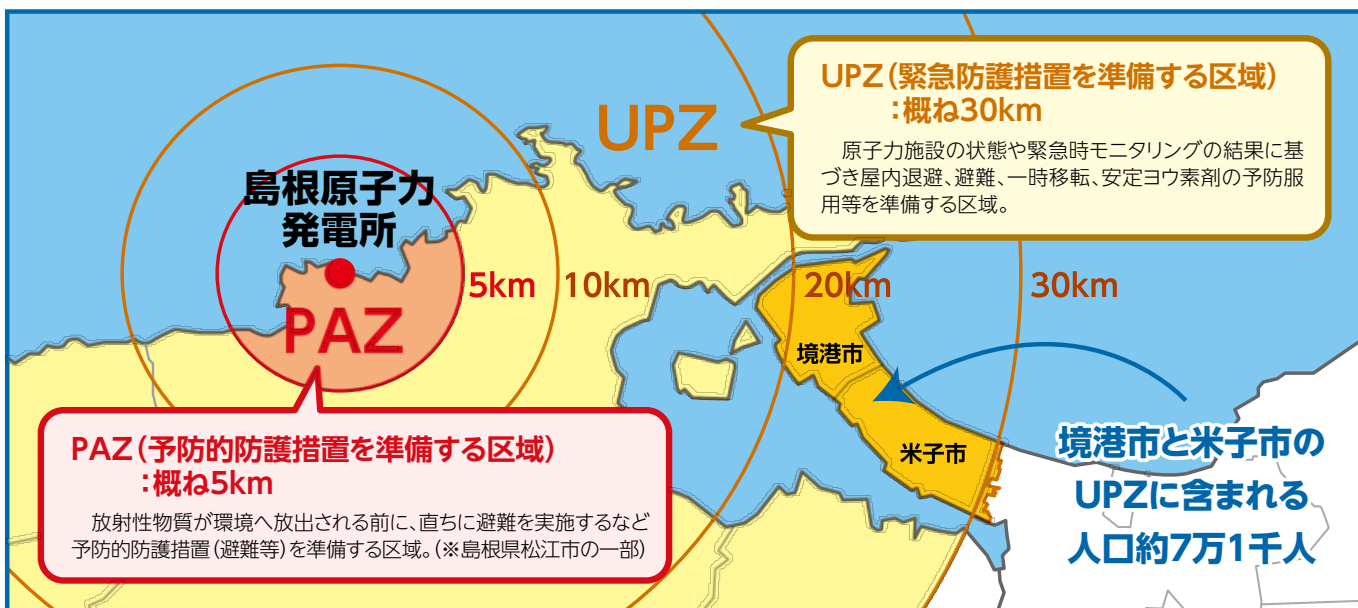 UPZ(緊急防護措置を準備する区域)
:概ね30km
原子力施設の状態や緊急時モニタリングの結果に基
づき屋内退避、避難、一時移転、安定ヨウ素剤の予防服
用等を準備する区域。
UPZ
島根原子力
発電所
PAZ
5km
10km
20km
30km
境港市
米子市
PAZ(予防的防護措置を準備する区域)
:概ね5km
放射性物質が環境へ放出される前に、直ちに避難を実施するなど
予防的防護措置(避難等)を準備する区域。(※島根県松江市の一部)
境港市と米子市の
UPZに含まれる
人口約7万1千人